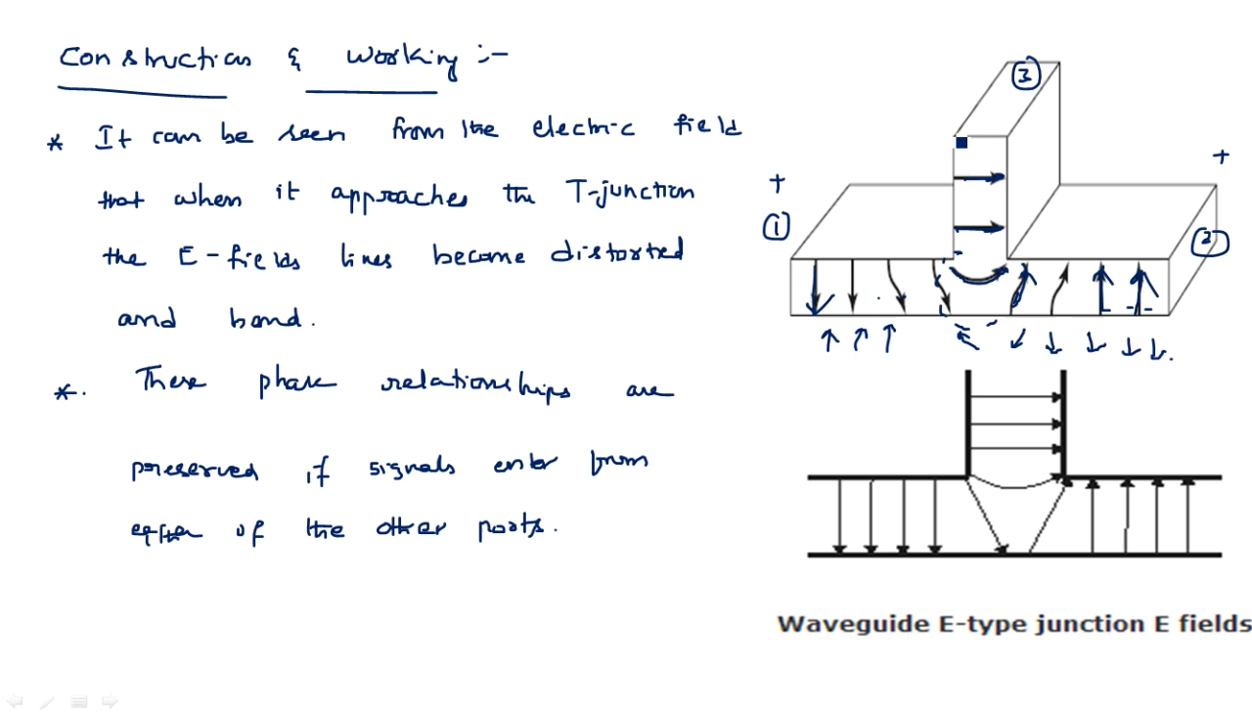 Construction & Working :-
* It can be seen from the electric field
that when it approaches the T-junction
the E-fields lines become distorted
and bend.
*. These phase relationships are
preserved if signals enter from
either of the other ports.
3
+
1
+
2
Waveguide E-type junction E fields